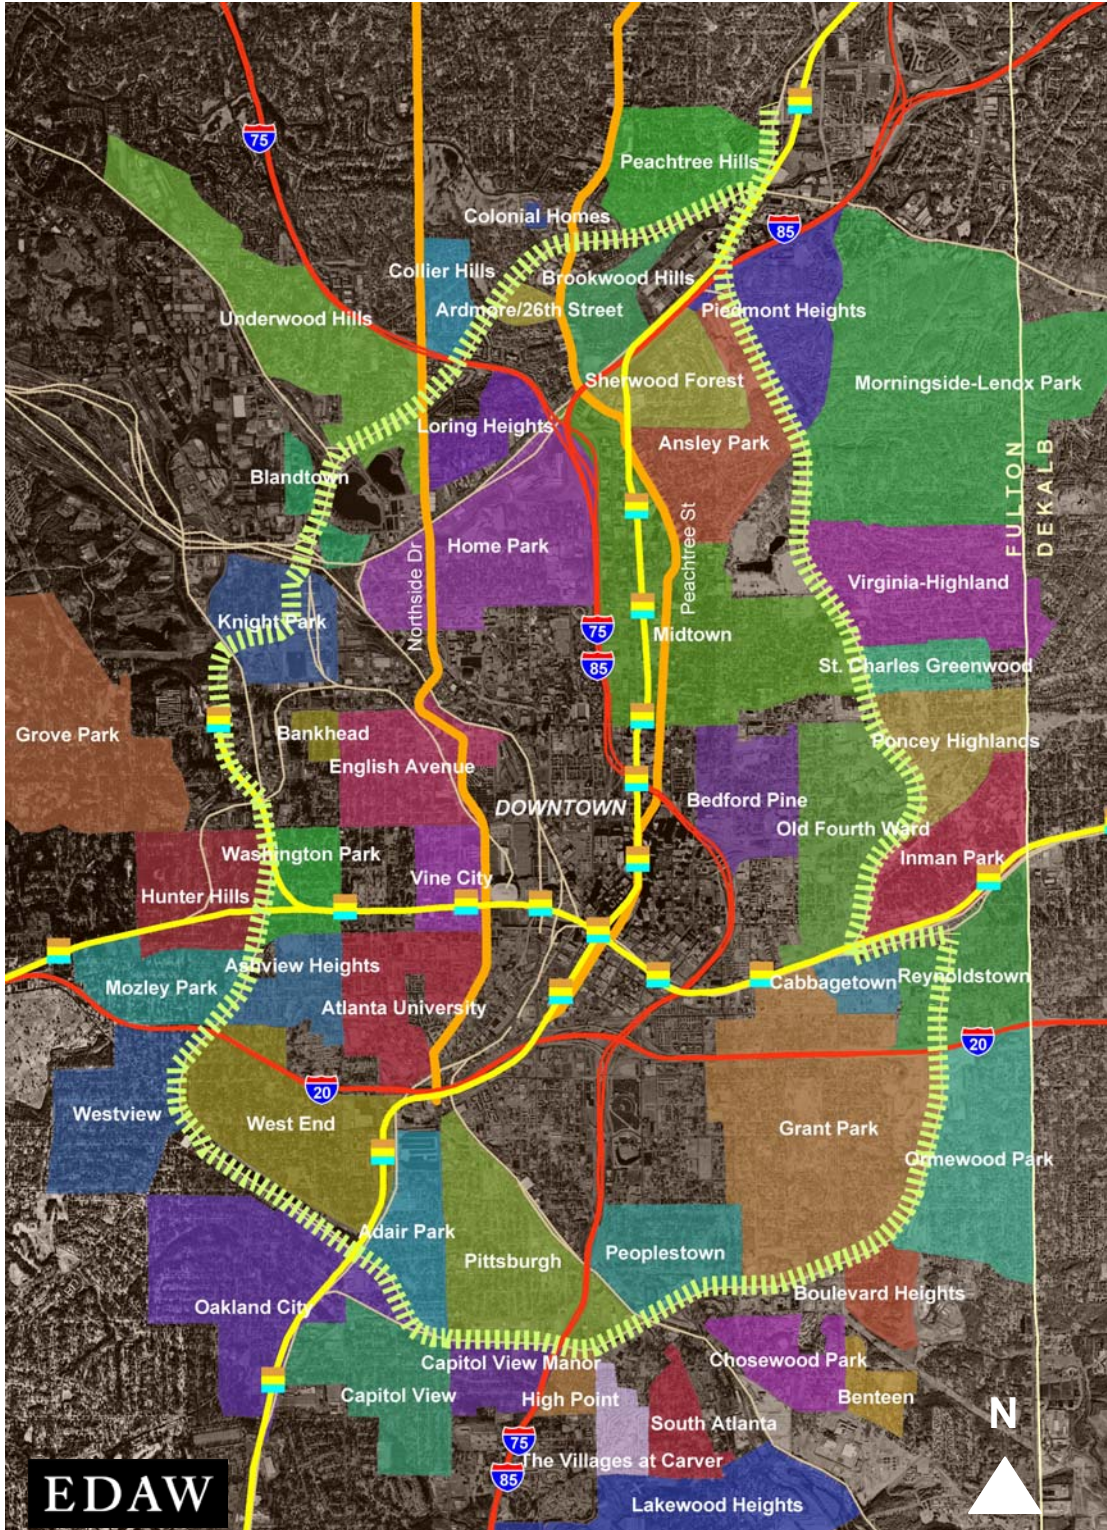 75
Peachtree Hills
Colonial Homes
85
Collier Hills
Brookwood Hills
Ardmore/26th Street
Piedmont Heights
Underwood Hills
Sherwood Forest
Morningside-Lenox Park
Loring Heights
Ansley Park
FULTON
DEKALB
Blandtown
Northside Dr
Home Park
Peachtree St
Virginia-Highland
Knight Park
75
85
Midtown
St. Charles Greenwood
Grove Park
Bankhead
English Avenue
Poncey Highlands
DOWNTOWN
Bedford Pine
Old Fourth Ward
Washington Park
Inman Park
Vine City
Hunter Hills
Ashview Heights
Mozley Park
Cabbagetown
Reynoldstown
Atlanta University
20
20
Westview
West End
Grant Park
Ormewood Park
Adair Park
Pittsburgh
Peoplestown
Oakland City
Boulevard Heights
Capitol View Manor
Chosewood Park
Capitol View
High Point
Benteen
South Atlanta
75
85
The Villages at Carver
Lakewood Heights
N
EDAW